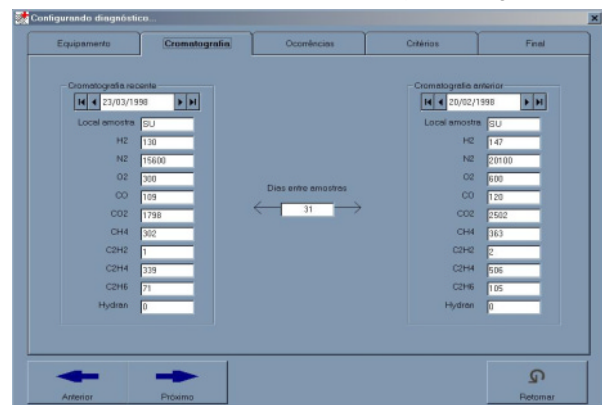 Configurando diagnóstico...
Equipamento
Cromatografia
Ocorrências
Critérios
Final
Cromatografia recente
23/03/1998
Local amostra SU
H2 130
N2 15600
O2 300
CO 109
CO2 1798
CH4 302
C2H2 1
C2H4 339
C2H6 71
Hydran 0
Dias entre amostras
31
Cromatografia anterior
20/02/1998
Local amostra SU
H2 147
N2 20100
O2 600
CO 120
CO2 2502
CH4 363
C2H2 2
C2H4 506
C2H6 105
Hydran 0
Anterior
Próximo
Retornar